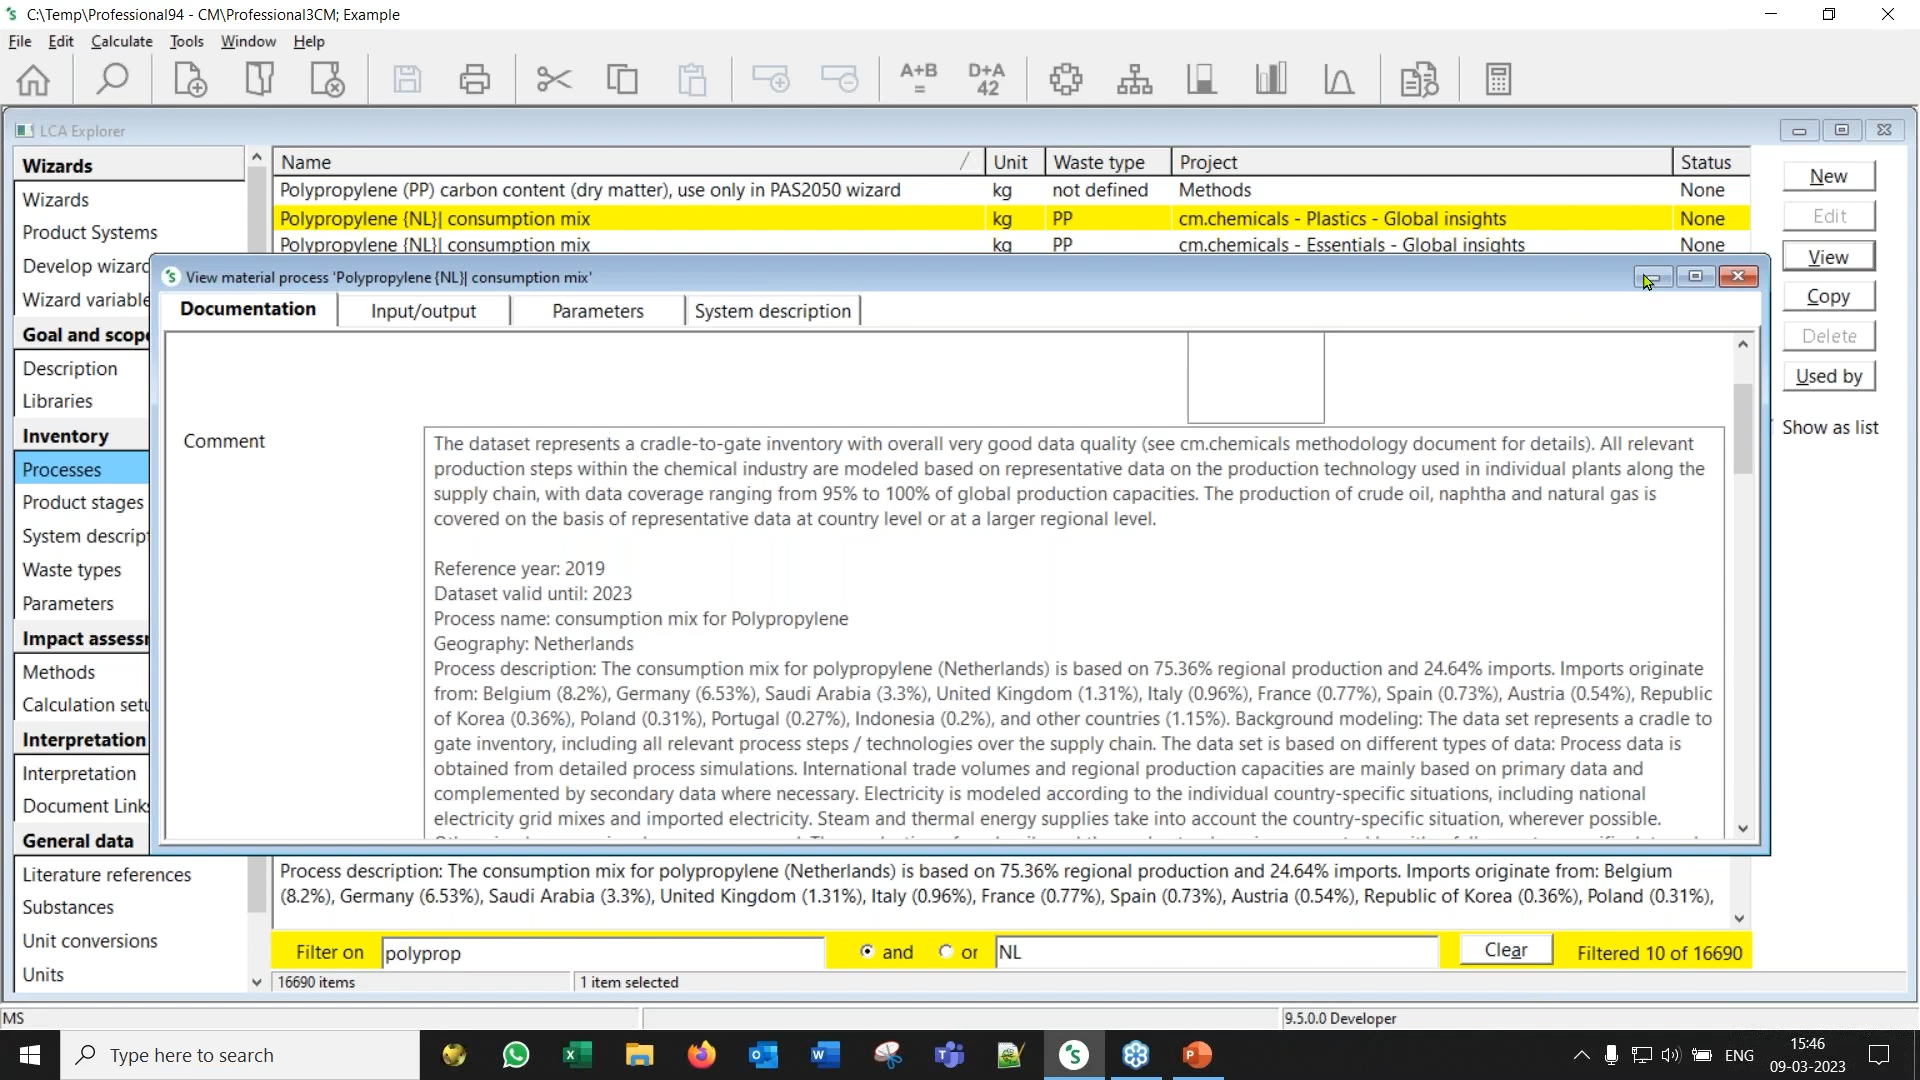 C:\Temp\Professional94 - CM\Professional3CM; Example
File Edit Calculate Tools Window Help
A+B
=
D+A
42
LCA Explorer
Wizards
Wizards
Product Systems
Develop wizard
Wizard variable
Goal and scope
Description
Libraries
Inventory
Processes
Product stages
System descript
Waste types
Parameters
Impact assessm
Methods
Calculation setu
Interpretation
Interpretation
Document Links
General data
Literature references
Substances
Unit conversions
Units
Name Unit Waste type Project Status
Polypropylene (PP) carbon content (dry matter), use only in PAS2050 wizard kg not defined Methods None
Polypropylene {NL}| consumption mix kg PP cm.chemicals - Plastics - Global insights None
Polypropylene {NL}| consumption mix kg PP cm.chemicals - Essentials - Global insights None
New
Edit
View
Copy
Delete
Used by
Show as list
View material process 'Polypropylene {NL}| consumption mix'
Documentation Input/output Parameters System description
Comment
The dataset represents a cradle-to-gate inventory with overall very good data quality (see cm.chemicals methodology document for details). All relevant
production steps within the chemical industry are modeled based on representative data on the production technology used in individual plants along the
supply chain, with data coverage ranging from 95% to 100% of global production capacities. The production of crude oil, naphtha and natural gas is
covered on the basis of representative data at country level or at a larger regional level.
Reference year: 2019
Dataset valid until: 2023
Process name: consumption mix for Polypropylene
Geography: Netherlands
Process description: The consumption mix for polypropylene (Netherlands) is based on 75.36% regional production and 24.64% imports. Imports originate
from: Belgium (8.2%), Germany (6.53%), Saudi Arabia (3.3%), United Kingdom (1.31%), Italy (0.96%), France (0.77%), Spain (0.73%), Austria (0.54%), Republic
of Korea (0.36%), Poland (0.31%), Portugal (0.27%), Indonesia (0.2%), and other countries (1.15%). Background modeling: The data set represents a cradle to
gate inventory, including all relevant process steps / technologies over the supply chain. The data set is based on different types of data: Process data is
obtained from detailed process simulations. International trade volumes and regional production capacities are mainly based on primary data and
complemented by secondary data where necessary. Electricity is modeled according to the individual country-specific situations, including national
electricity grid mixes and imported electricity. Steam and thermal energy supplies take into account the country-specific situation, wherever possible.
Process description: The consumption mix for polypropylene (Netherlands) is based on 75.36% regional production and 24.64% imports. Imports originate from: Belgium
(8.2%), Germany (6.53%), Saudi Arabia (3.3%), United Kingdom (1.31%), Italy (0.96%), France (0.77%), Spain (0.73%), Austria (0.54%), Republic of Korea (0.36%), Poland (0.31%),
Filter on polyprop and or NL Clear Filtered 10 of 16690
16690 items 1 item selected
MS 9.5.0.0 Developer
Type here to search
ENG
15:46
09-03-2023